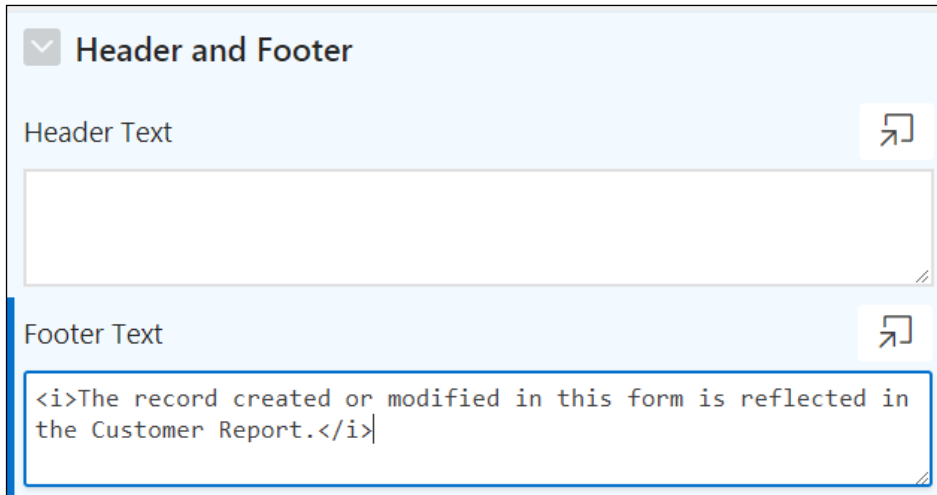 Header and Footer
Header Text
Footer Text
<i>The record created or modified in this form is reflected in
the Customer Report.</i>